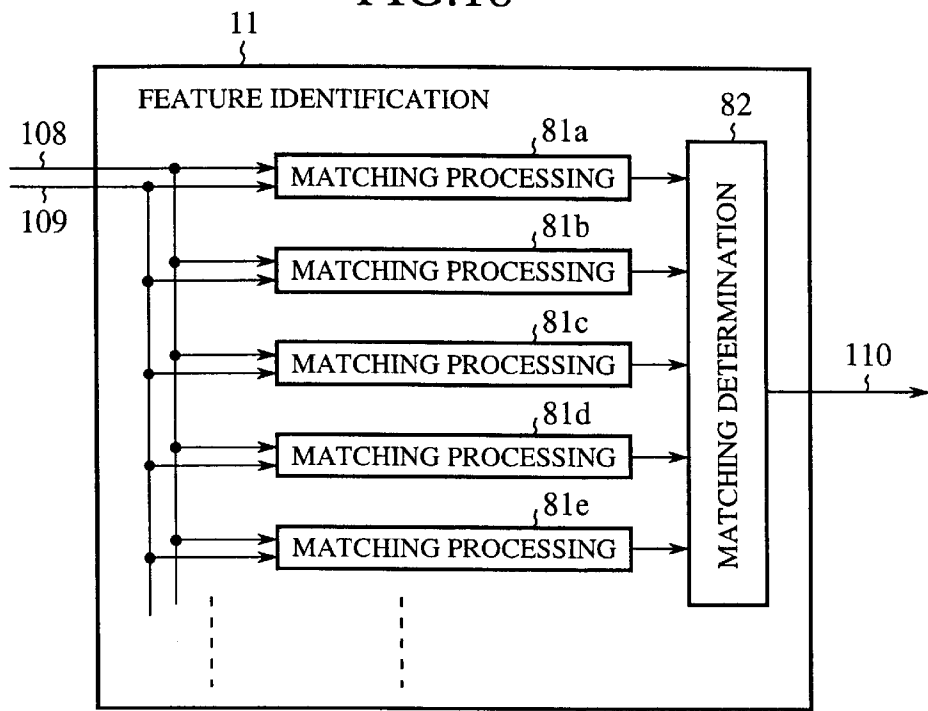 11
FEATURE IDENTIFICATION
108
109
81a
MATCHING PROCESSING
81b
MATCHING PROCESSING
81c
MATCHING PROCESSING
81d
MATCHING PROCESSING
81e
MATCHING PROCESSING
82
MATCHING DETERMINATION
110